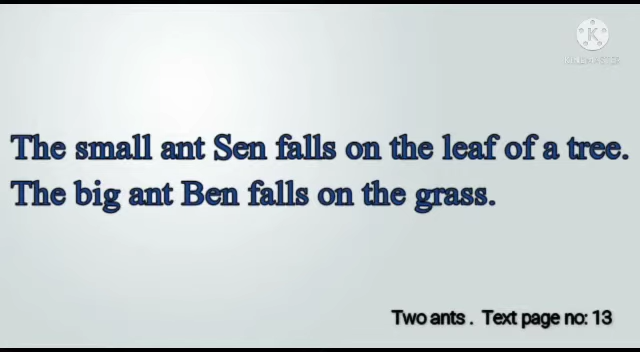 KINEMASTER
The small ant Sen falls on the leaf of a tree.
The big ant Ben falls on the grass.
Two ants . Text page no: 13